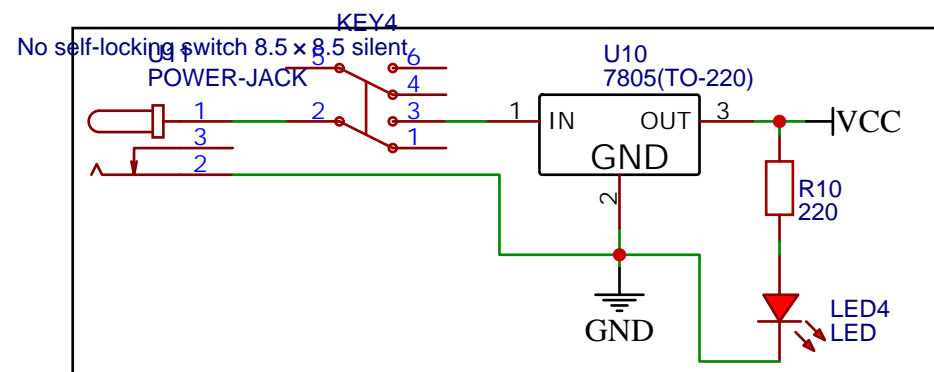 KEY4
No self-locking switch 8.5 × 8.5 silent
U11
POWER-JACK
5
6
4
2
3
1
1
3
2
U10
7805(TO-220)
1
IN
OUT
3
GND
2
VCC
R10
220
GND
LED4
LED